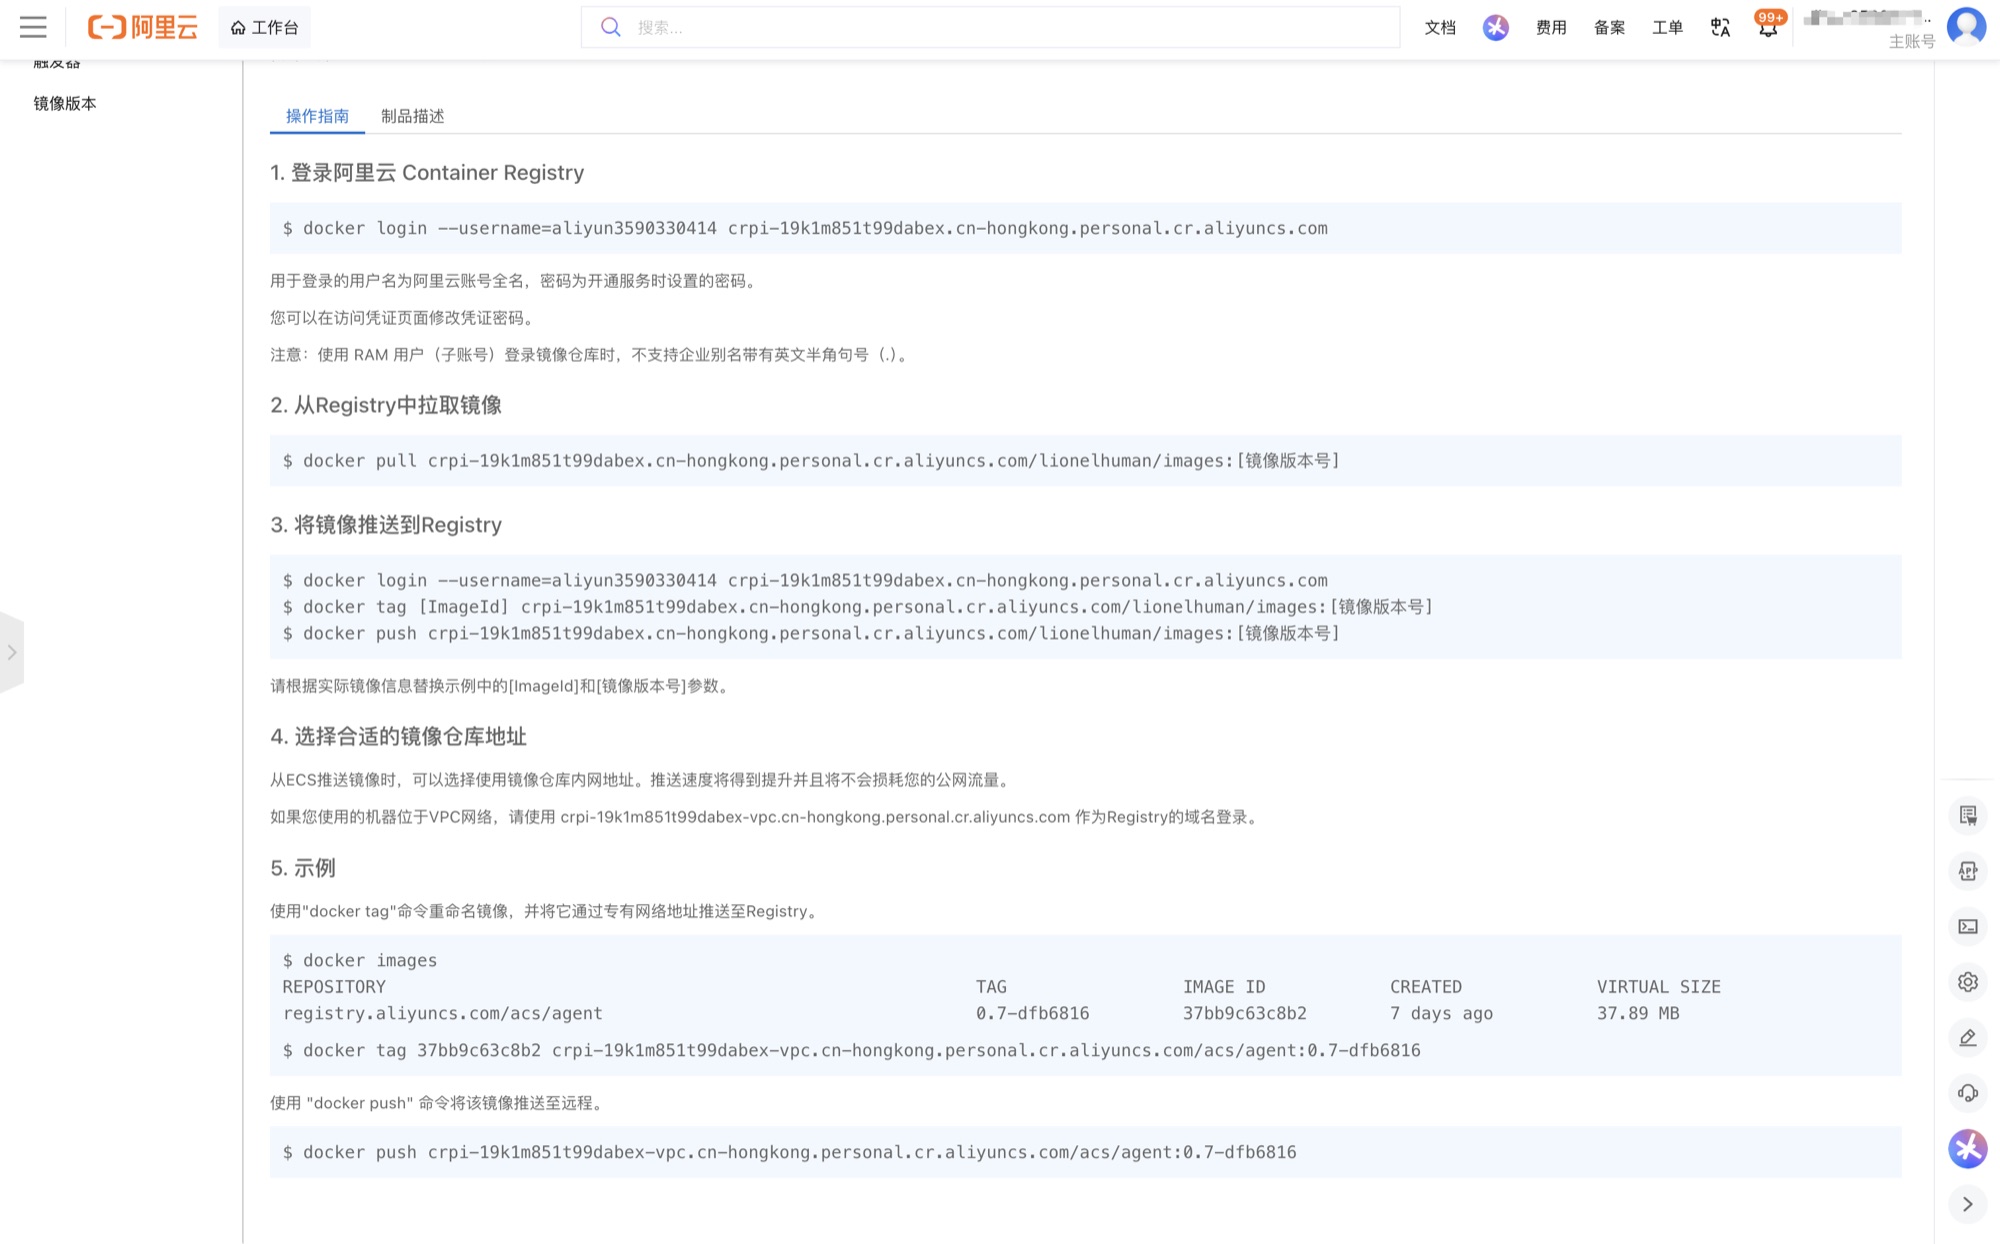 阿里云
工作台
搜索...
文档
费用
备案
工单
99+
主账号
触发器
镜像版本
操作指南
制品描述
1. 登录阿里云 Container Registry
$ docker login --username=aliyun3590330414 crpi-19k1m851t99dabex.cn-hongkong.personal.cr.aliyuncs.com
用于登录的用户名为阿里云账号全名，密码为开通服务时设置的密码。
您可以在访问凭证页面修改凭证密码。
注意：使用 RAM 用户（子账号）登录镜像仓库时，不支持企业别名带有英文半角句号（.）。
2. 从Registry中拉取镜像
$ docker pull crpi-19k1m851t99dabex.cn-hongkong.personal.cr.aliyuncs.com/lionelhuman/images:[镜像版本号]
3. 将镜像推送到Registry
$ docker login --username=aliyun3590330414 crpi-19k1m851t99dabex.cn-hongkong.personal.cr.aliyuncs.com
$ docker tag [ImageId] crpi-19k1m851t99dabex.cn-hongkong.personal.cr.aliyuncs.com/lionelhuman/images:[镜像版本号]
$ docker push crpi-19k1m851t99dabex.cn-hongkong.personal.cr.aliyuncs.com/lionelhuman/images:[镜像版本号]
请根据实际镜像信息替换示例中的[ImageId]和[镜像版本号]参数。
4. 选择合适的镜像仓库地址
从ECS推送镜像时，可以选择使用镜像仓库内网地址。推送速度将得到提升并且将不会损耗您的公网流量。
如果您使用的机器位于VPC网络，请使用 crpi-19k1m851t99dabex-vpc.cn-hongkong.personal.cr.aliyuncs.com 作为Registry的域名登录。
5. 示例
使用"docker tag"命令重命名镜像，并将它通过专有网络地址推送至Registry。
$ docker images
REPOSITORY TAG IMAGE ID CREATED VIRTUAL SIZE
registry.aliyuncs.com/acs/agent 0.7-dfb6816 37bb9c63c8b2 7 days ago 37.89 MB
$ docker tag 37bb9c63c8b2 crpi-19k1m851t99dabex-vpc.cn-hongkong.personal.cr.aliyuncs.com/acs/agent:0.7-dfb6816
使用 "docker push" 命令将该镜像推送至远程。
$ docker push crpi-19k1m851t99dabex-vpc.cn-hongkong.personal.cr.aliyuncs.com/acs/agent:0.7-dfb6816